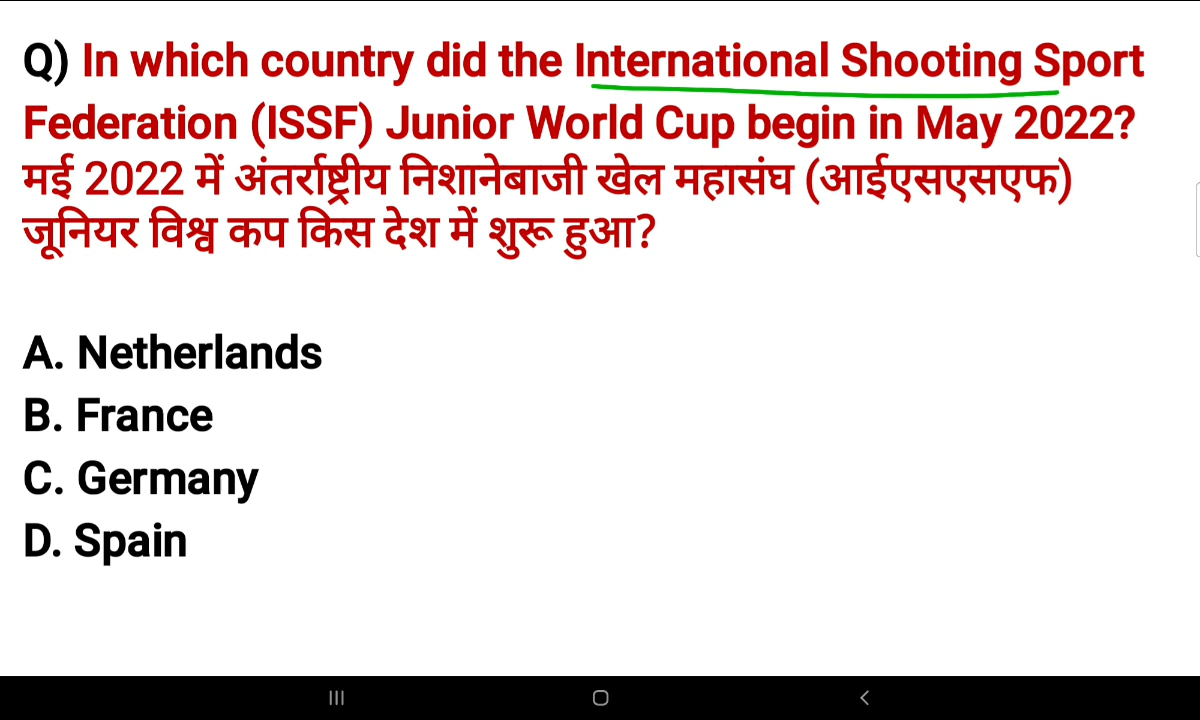 Q) In which country did the International Shooting Sport
Federation (ISSF) Junior World Cup begin in May 2022?
मई 2022 में अंतर्राष्ट्रीय निशानेबाजी खेल महासंघ (आईएसएसएफ)
जूनियर विश्व कप किस देश में शुरू हुआ?
A. Netherlands
B. France
C. Germany
D. Spain